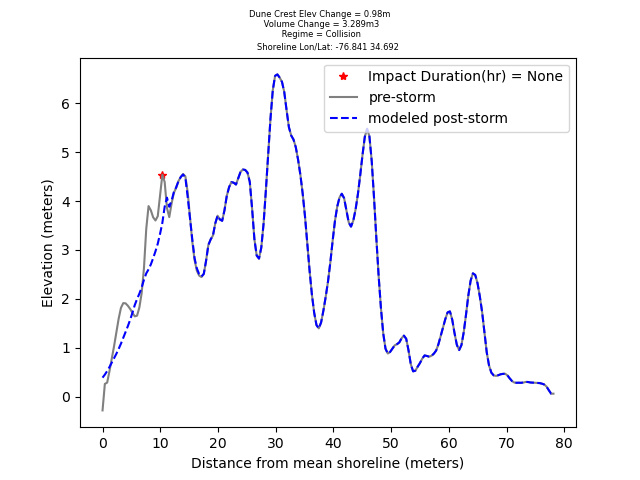 Dune Crest Elev Change = 0.98m
Volume Change = 3.289m3
Regime = Collision
Shoreline Lon/Lat: -76.841 34.692
Impact Duration(hr) = None
pre-storm
modeled post-storm
Elevation (meters)
6
5
4
3
2
1
0
0 10 20 30 40 50 60 70 80
Distance from mean shoreline (meters)